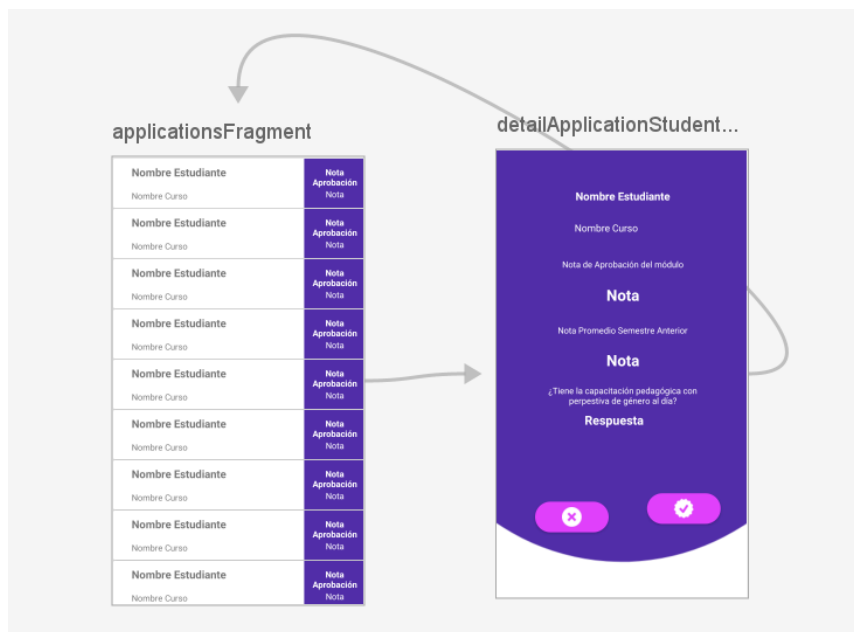 applicationsFragment
Nombre Estudiante
Nota
Aprobación
Nombre Curso
Nota
Nombre Estudiante
Nota
Aprobación
Nombre Curso
Nota
Nombre Estudiante
Nota
Aprobación
Nombre Curso
Nota
Nombre Estudiante
Nota
Aprobación
Nombre Curso
Nota
Nombre Estudiante
Nota
Aprobación
Nombre Curso
Nota
Nombre Estudiante
Nota
Aprobación
Nombre Curso
Nota
Nombre Estudiante
Nota
Aprobación
Nombre Curso
Nota
Nombre Estudiante
Nota
Aprobación
Nombre Curso
Nota
Nombre Estudiante
Nota
Aprobación
Nombre Curso
Nota
detailApplicationStudent...
Nombre Estudiante
Nombre Curso
Nota de Aprobación del módulo
Nota
Nota Promedio Semestre Anterior
Nota
¿Tiene la capacitación pedagógica con
perpestiva de género al día?
Respuesta